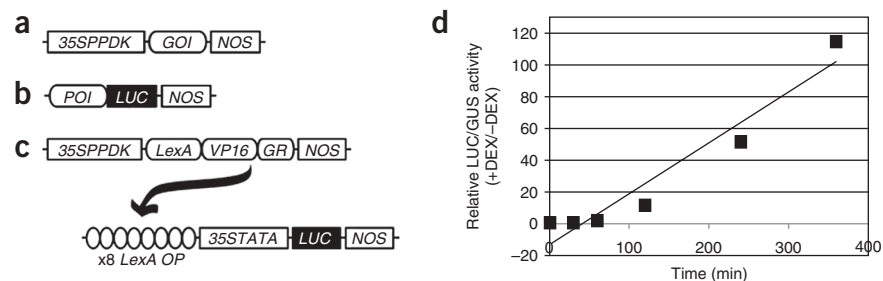 a
35SPPDK GOI NOS
b
POI LUC NOS
c
35SPPDK LexA VP16 GR NOS
35STATA LUC NOS
x8 LexA OP
d
Relative LUC/GUS activity
(+DEX/−DEX)
120
100
80
60
40
20
0
−20
0 100 200 300 400
Time (min)